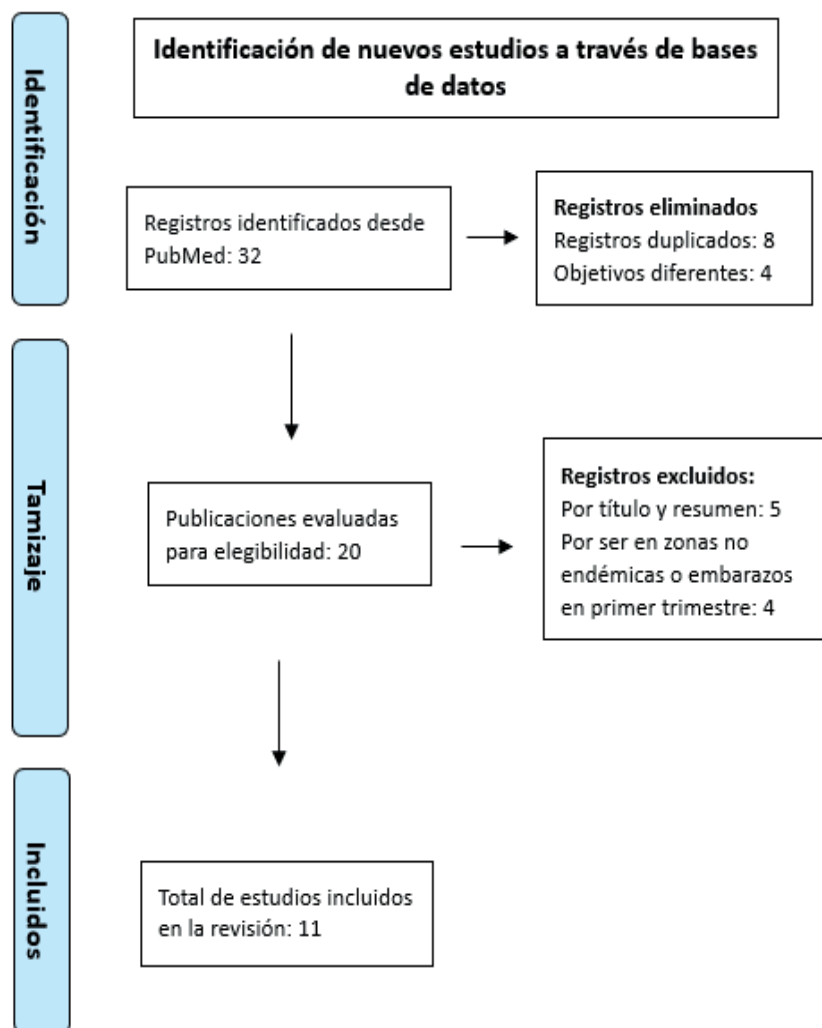 Identificación
Identificación de nuevos estudios a través de bases
de datos
Registros identificados desde
PubMed: 32
Registros eliminados
Registros duplicados: 8
Objetivos diferentes: 4
Tamizaje
Publicaciones evaluadas
para elegibilidad: 20
Registros excluidos:
Por título y resumen: 5
Por ser en zonas no
endémicas o embarazos
en primer trimestre: 4
Incluidos
Total de estudios incluidos
en la revisión: 11